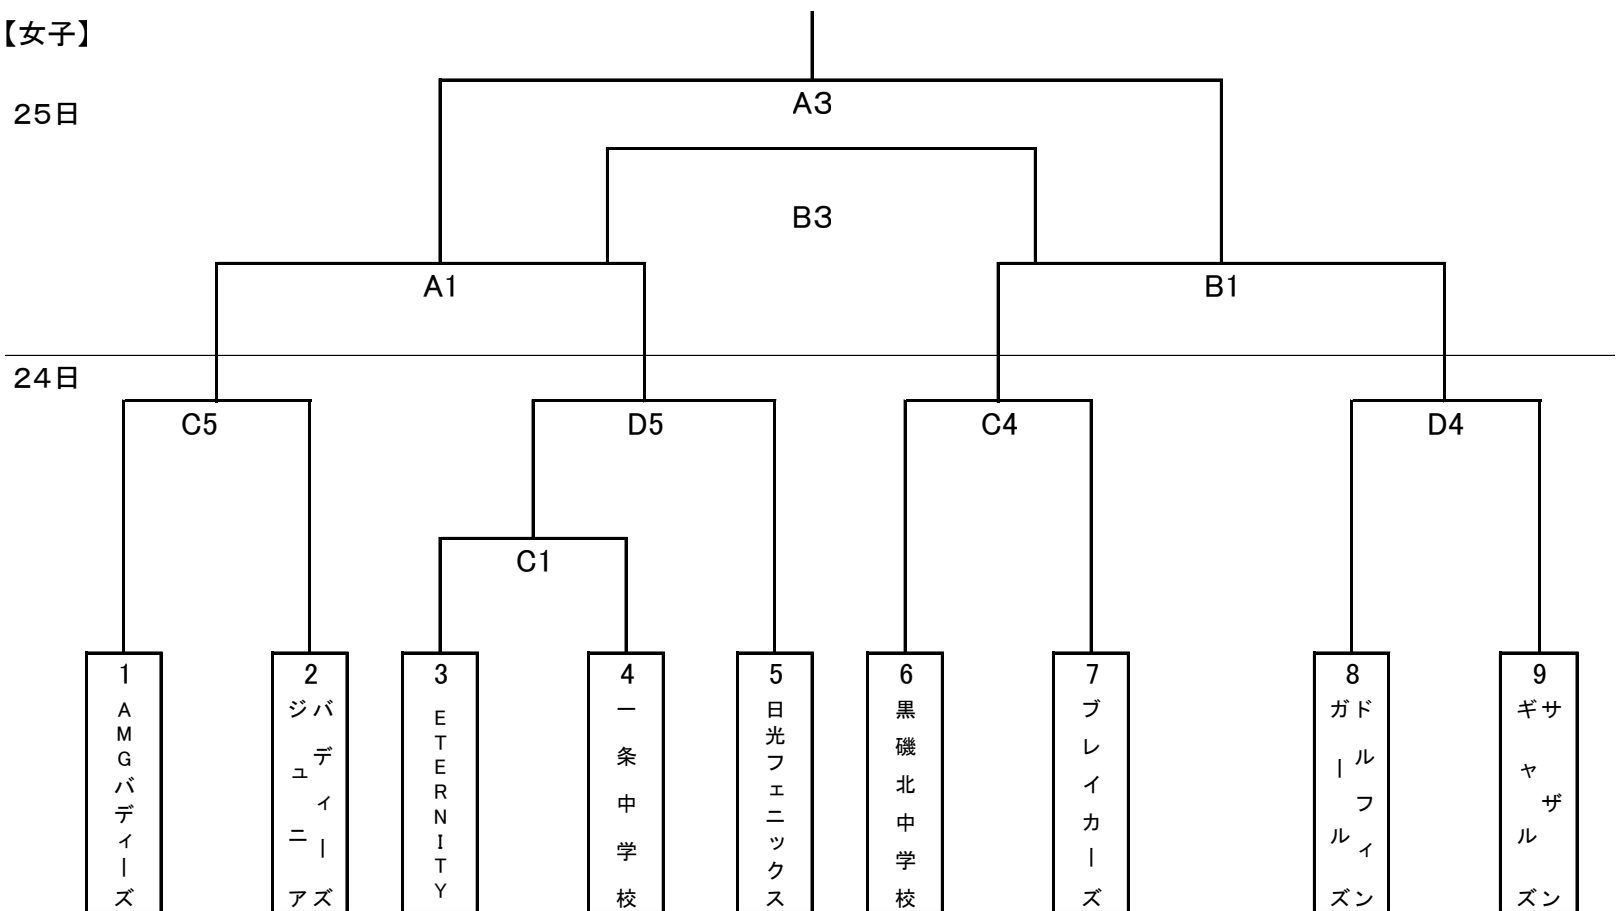 【女子】
A3
25日
B3
A1
B1
24日
C5
D5
C4
D4
C1
1
AMGバディーズ
2
バディーズ
ジュニア
3
ETERNITY
4
一条中学校
5
日光フェニックス
6
黒磯北中学校
7
ブレイカーズ
8
ドルフィン
ガールズ
9
サザン
ギャルズ